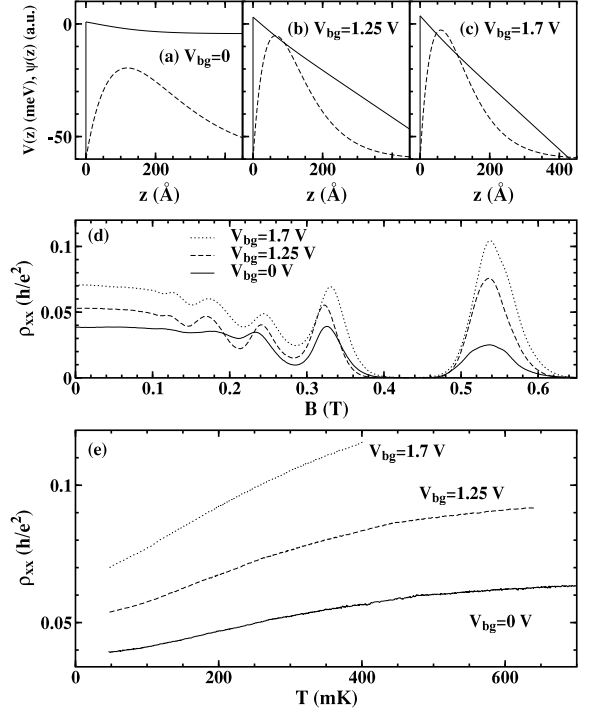 V(z) (meV), ψ(z) (a.u.)
0
-50
(a) V_bg=0
(b) V_bg=1.25 V
(c) V_bg=1.7 V
0 200
0 200
0 200 400
z (Å) z (Å) z (Å)
(d)
V_bg=1.7 V
V_bg=1.25 V
V_bg=0 V
ρ_xx (h/e²)
0.1
0.05
0
0 0.1 0.2 0.3 0.4 0.5 0.6
B (T)
(e)
V_bg=1.7 V
V_bg=1.25 V
V_bg=0 V
ρ_xx (h/e²)
0.1
0.05
0 200 400 600
T (mK)